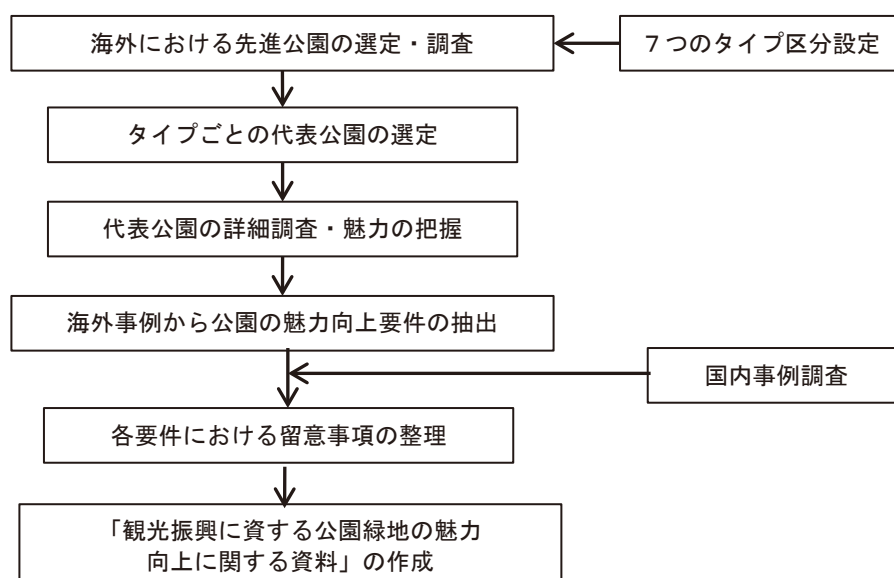 海外における先進公園の選定・調査
７つのタイプ区分設定
タイプごとの代表公園の選定
代表公園の詳細調査・魅力の把握
海外事例から公園の魅力向上要件の抽出
国内事例調査
各要件における留意事項の整理
「観光振興に資する公園緑地の魅力
向上に関する資料」の作成